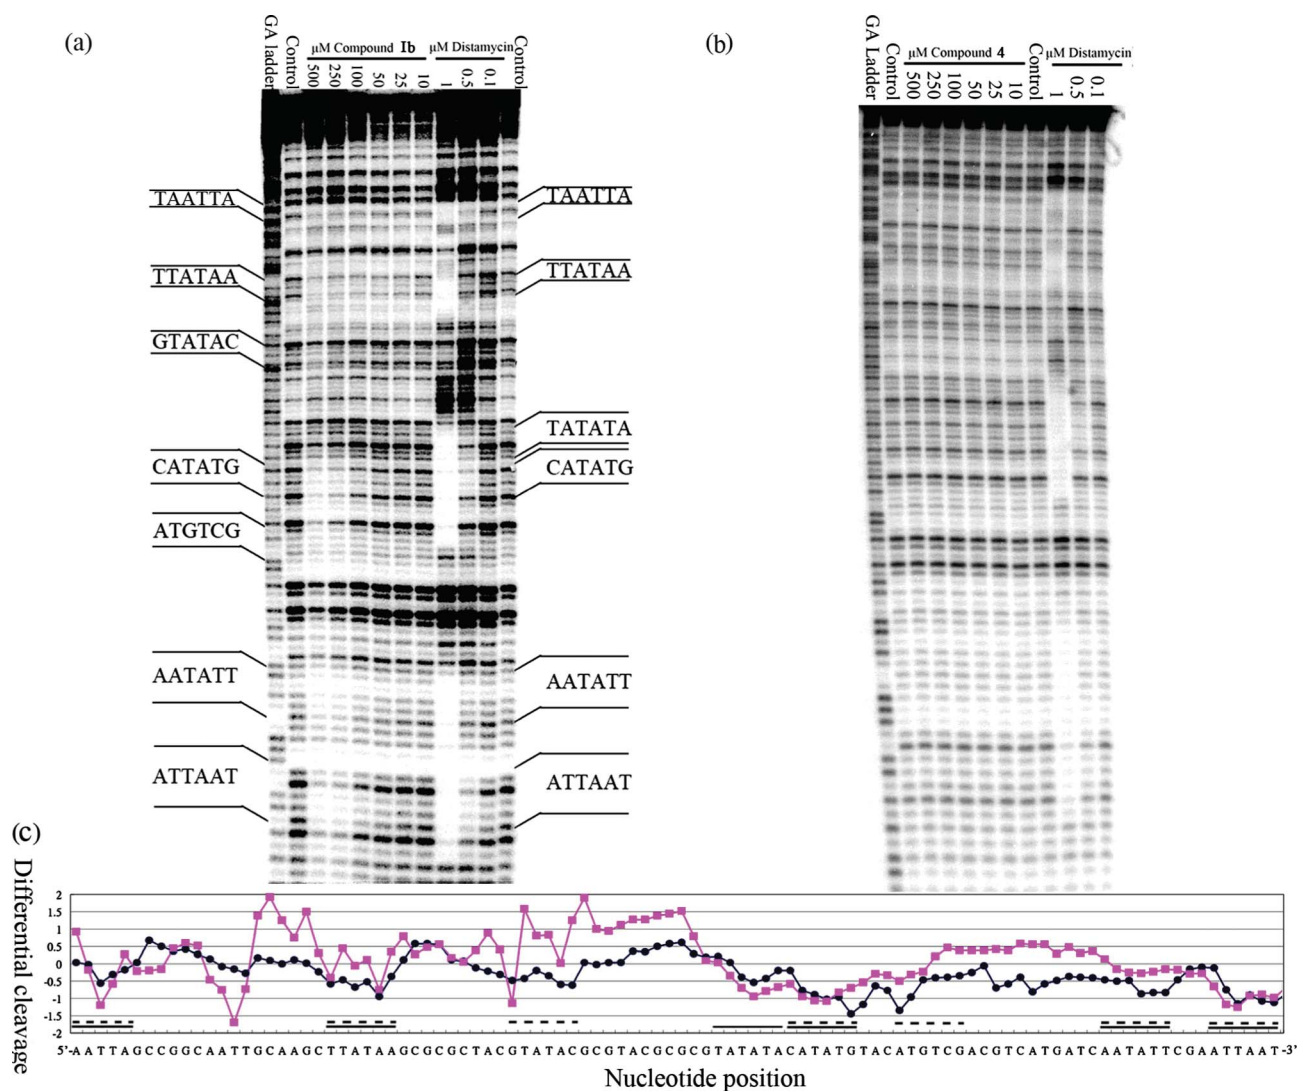 (a)
GA ladder
Control
µM Compound Ib
500
250
100
50
25
10
µM Distamycin
1
0.5
0.1
Control
TAATTA
TTATAA
GTATAC
CATATG
ATGTCG
AATATT
ATTAAT
TAATTA
TTATAA
TATATA
CATATG
AATATT
ATTAAT
(b)
GA Ladder
Control
µM Compound 4
500
250
100
50
25
10
Control
µM Distamycin
1
0.5
0.1
(c)
Differential cleavage
2
1.5
1
0.5
0
-0.5
-1
-1.5
-2
5'-AATTAGCCGGCAATTGCAAGCTTATAAGCGCGCTACGTATACGCGTACGCGCGTATATACATATGTACATGTCGACGTCATGATCAATATTCGAATTAAT-3'
Nucleotide position